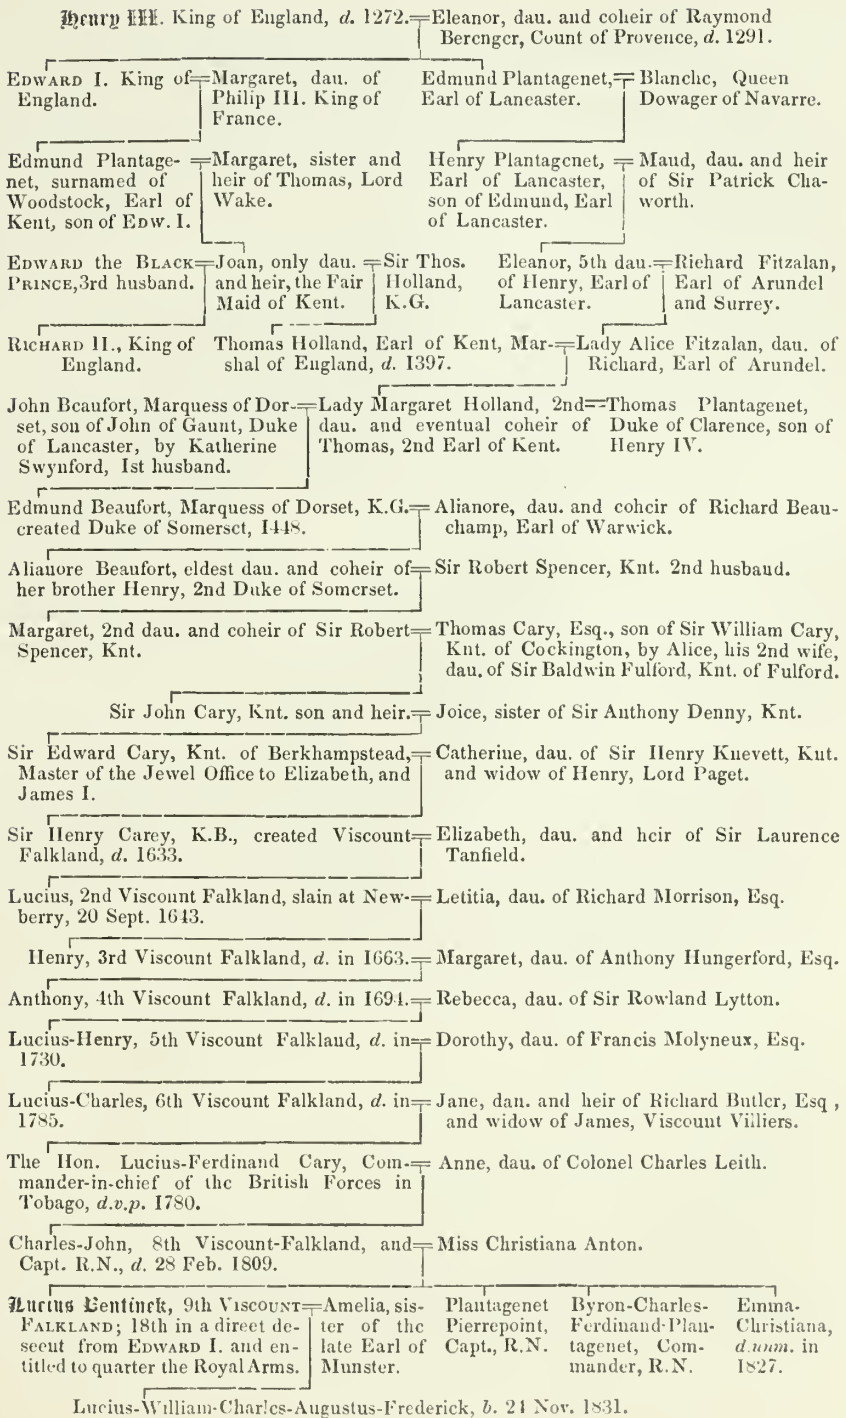 Henry III. King of England, d. 1272.=Eleanor, dau. and coheir of Raymond
Berenger, Count of Provence, d. 1291.
EDWARD I. King of England.=Margaret, dau. of
Philip III. King of
France.
Edmund Plantagenet,=Blanche, Queen
Earl of Lancaster. Dowager of Navarre.
Edmund Plantage-
net, surnamed of
Woodstock, Earl of
Kent, son of EDW. I.
Margaret, sister and
heir of Thomas, Lord
Wake.
Henry Plantagenet,
Earl of Lancaster,
son of Edmund, Earl
of Lancaster.
Maud, dau. and heir
of Sir Patrick Cha-
worth.
EDWARD the BLACK
PRINCE, 3rd husband.
Joan, only dau.
and heir, the Fair
Maid of Kent.
Sir Thos.
Holland,
K.G.
Eleanor, 5th dau.
of Henry, Earl of
Lancaster.
Richard Fitzalan,
Earl of Arundel
and Surrey.
RICHARD II., King of
England.
Thomas Holland, Earl of Kent, Mar-
shal of England, d. 1397.
Lady Alice Fitzalan, dau. of
Richard, Earl of Arundel.
John Beaufort, Marquess of Dor-
set, son of John of Gaunt, Duke
of Lancaster, by Katherine
Swynford, 1st husband.
Lady Margaret Holland, 2nd
dau. and eventual coheir of
Thomas, 2nd Earl of Kent.
Thomas Plantagenet,
Duke of Clarence, son of
Henry IV.
Edmund Beaufort, Marquess of Dorset, K.G.
created Duke of Somerset, 1448.
Alianore, dau. and coheir of Richard Beau-
champ, Earl of Warwick.
Alianore Beaufort, eldest dau. and coheir of
her brother Henry, 2nd Duke of Somerset.
Sir Robert Spencer, Knt. 2nd husband.
Margaret, 2nd dau. and coheir of Sir Robert
Spencer, Knt.
Thomas Cary, Esq., son of Sir William Cary,
Knt. of Cockington, by Alice, his 2nd wife,
dau. of Sir Baldwin Fulford, Knt. of Fulford.
Sir John Cary, Knt. son and heir.
Joice, sister of Sir Anthony Denny, Knt.
Sir Edward Cary, Knt. of Berkhampstead,
Master of the Jewel Office to Elizabeth, and
James I.
Catherine, dau. of Sir Henry Knevett, Knt.
and widow of Henry, Lord Paget.
Sir Henry Carey, K.B., created Viscount
Falkland, d. 1633.
Elizabeth, dau. and heir of Sir Laurence
Tanfield.
Lucius, 2nd Viscount Falkland, slain at New-
berry, 20 Sept. 1643.
Letitia, dau. of Richard Morrison, Esq.
Henry, 3rd Viscount Falkland, d. in 1663.
Margaret, dau. of Anthony Hungerford, Esq.
Anthony, 4th Viscount Falkland, d. in 1694.
Rebecca, dau. of Sir Rowland Lytton.
Lucius-Henry, 5th Viscount Falkland, d. in
1730.
Dorothy, dau. of Francis Molyneux, Esq.
Lucius-Charles, 6th Viscount Falkland, d. in
1785.
Jane, dau. and heir of Richard Butler, Esq,
and widow of James, Viscount Villiers.
The Hon. Lucius-Ferdinand Cary, Com-
mander-in-chief of the British Forces in
Tobago, d.v.p. 1780.
Anne, dau. of Colonel Charles Leith.
Charles-John, 8th Viscount-Falkland, and
Capt. R.N., d. 28 Feb. 1809.
Miss Christiana Anton.
Lucius Bentinck, 9th VISCOUNT
FALKLAND; 18th in a direct de-
scent from EDWARD I. and en-
titled to quarter the Royal Arms.
Amelia, sis-
ter of the
late Earl of
Munster.
Plantagenet
Pierrepoint,
Capt., R.N.
Byron-Charles-
Ferdinand-Plan-
tagenet, Com-
mander, R.N.
Emma-
Christiana,
d.unm. in
1827.
Lucius-William-Charles-Augustus-Frederick, b. 24 Nov. 1831.